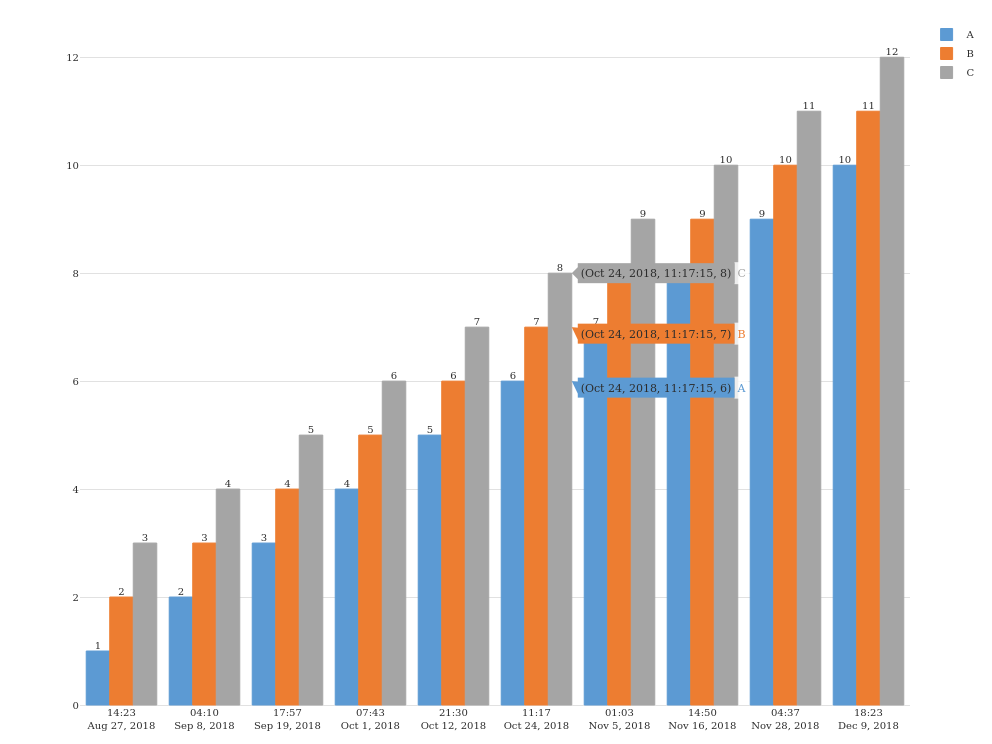 A
B
C
12
10
8
6
4
2
0
1
2
3
2
3
4
3
4
5
4
5
6
5
6
7
6
7
8
7
9
9
10
9
10
11
10
11
12
(Oct 24, 2018, 11:17:15, 8) C
(Oct 24, 2018, 11:17:15, 7) B
(Oct 24, 2018, 11:17:15, 6) A
14:23
Aug 27, 2018
04:10
Sep 8, 2018
17:57
Sep 19, 2018
07:43
Oct 1, 2018
21:30
Oct 12, 2018
11:17
Oct 24, 2018
01:03
Nov 5, 2018
14:50
Nov 16, 2018
04:37
Nov 28, 2018
18:23
Dec 9, 2018